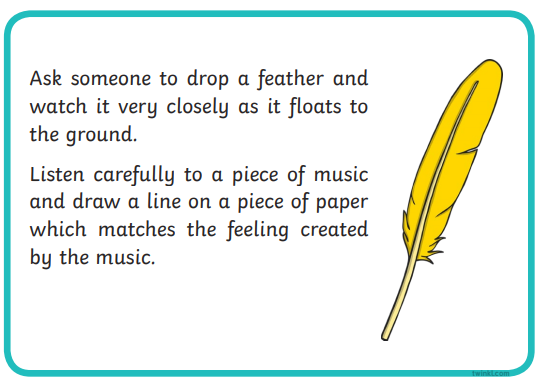 Ask someone to drop a feather and
watch it very closely as it floats to
the ground.
Listen carefully to a piece of music
and draw a line on a piece of paper
which matches the feeling created
by the music.
twinkl.com